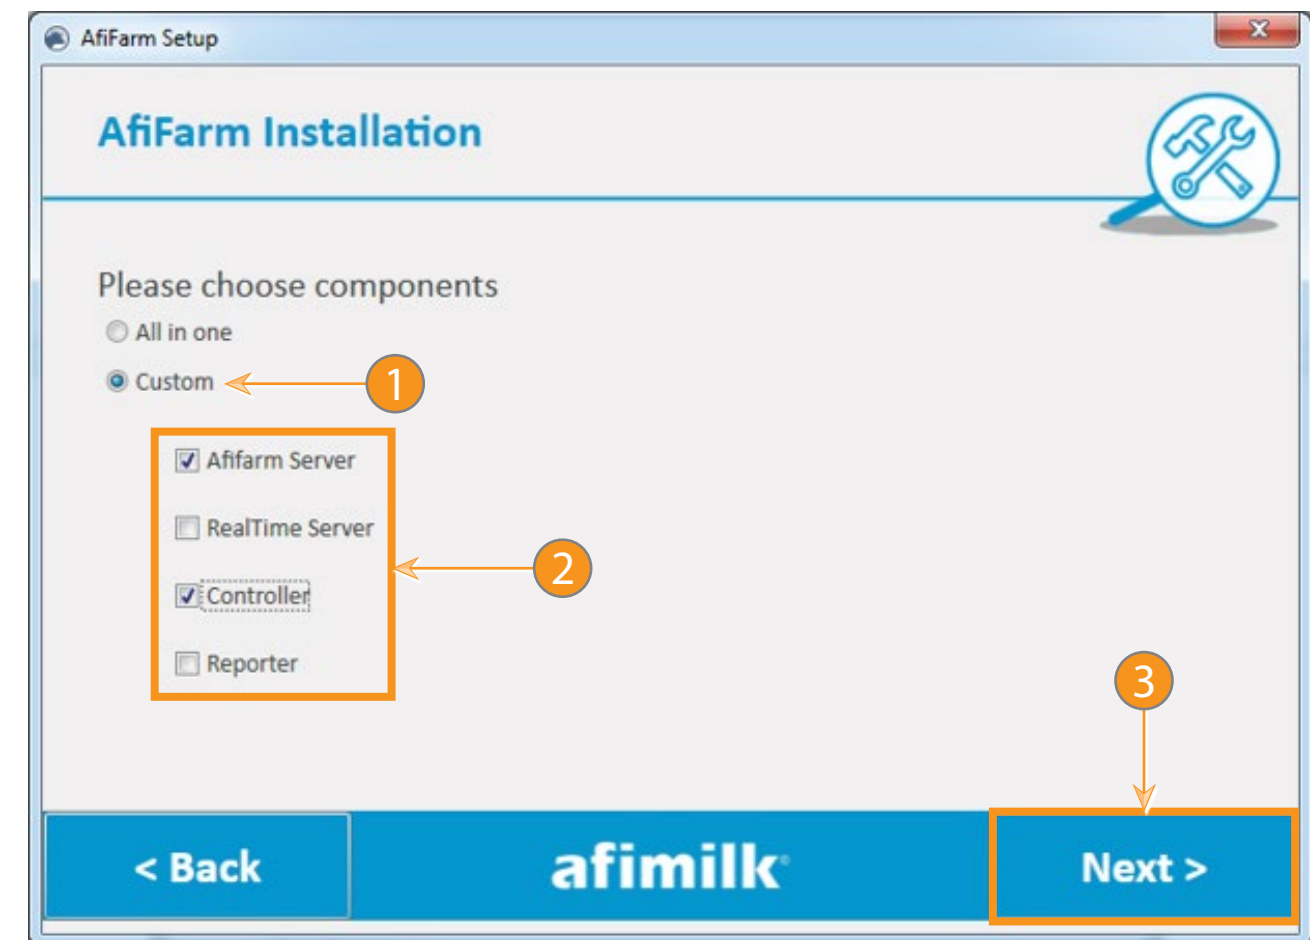 AfiFarm Setup
AfiFarm Installation
Please choose components
All in one
Custom
1
Afifarm Server
RealTime Server
2
Controller
Reporter
3
< Back
afimilk
Next >